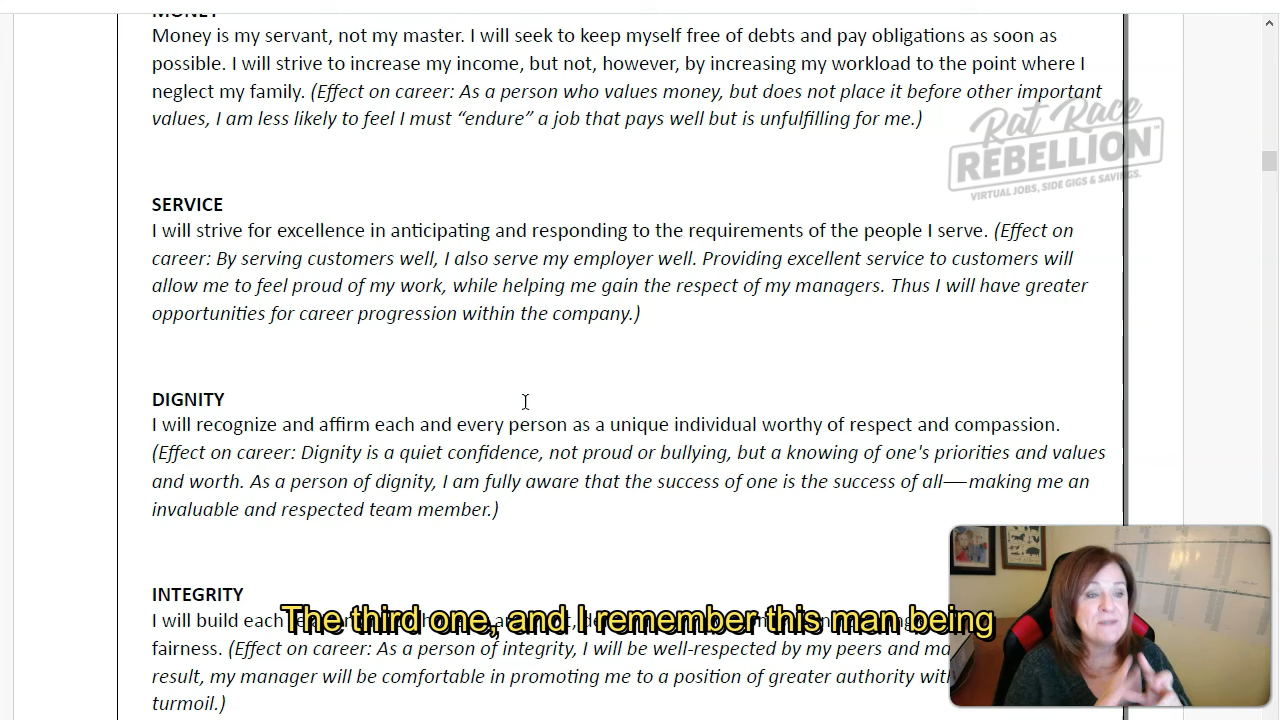 MONEY
Money is my servant, not my master. I will seek to keep myself free of debts and pay obligations as soon as
possible. I will strive to increase my income, but not, however, by increasing my workload to the point where I
neglect my family. (Effect on career: As a person who values money, but does not place it before other important
values, I am less likely to feel I must “endure” a job that pays well but is unfulfilling for me.)
Rat Race
REBELLION™
VIRTUAL JOBS, SIDE GIGS & SAVINGS.
SERVICE
I will strive for excellence in anticipating and responding to the requirements of the people I serve. (Effect on
career: By serving customers well, I also serve my employer well. Providing excellent service to customers will
allow me to feel proud of my work, while helping me gain the respect of my managers. Thus I will have greater
opportunities for career progression within the company.)
DIGNITY
I will recognize and affirm each and every person as a unique individual worthy of respect and compassion.
(Effect on career: Dignity is a quiet confidence, not proud or bullying, but a knowing of one's priorities and values
and worth. As a person of dignity, I am fully aware that the success of one is the success of all—making me an
invaluable and respected team member.)
INTEGRITY
The third one,, and I remember this man being
I will build each
fairness. (Effect on career: As a person of integrity, I will be well-respected by my peers and
result, my manager will be comfortable in promoting me to a position of greater authority
turmoil.)